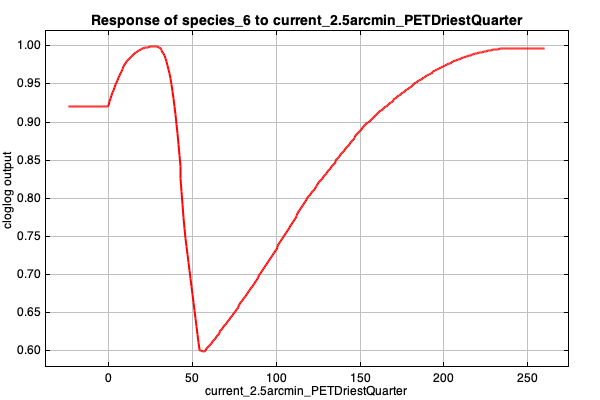 Response of species_6 to current_2.5arcmin_PETDriestQuarter
1.00
0.95
0.90
0.85
0.80
0.75
0.70
0.65
0.60
cloglog output
0 50 100 150 200 250
current_2.5arcmin_PETDriestQuarter